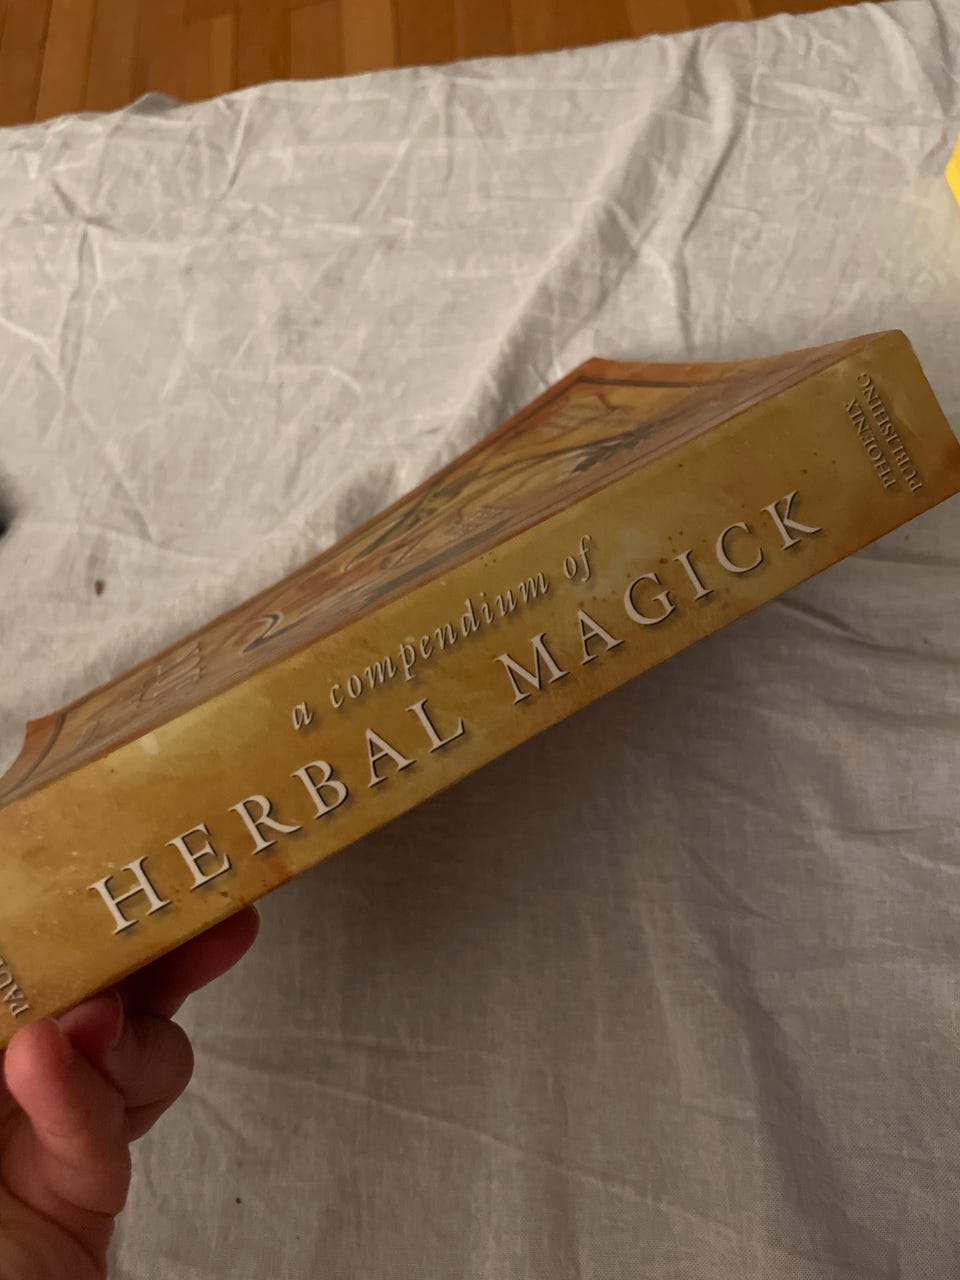 a compendium of
HERBAL MAGICK
PHOENIX
PUBLISHING